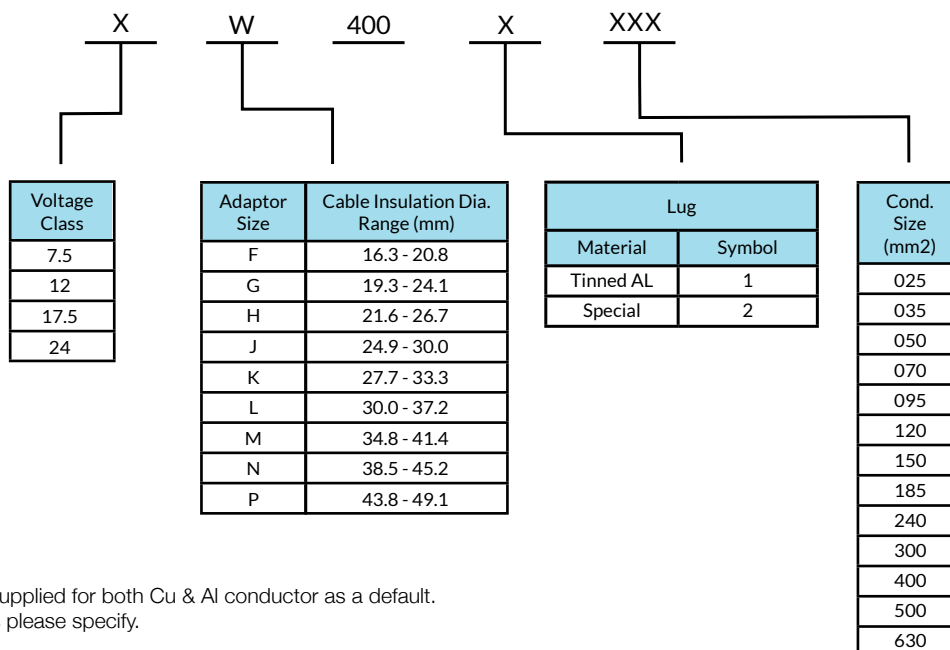 X W 400 X XXX
Voltage Class
7.5
12
17.5
24
Adaptor Size Cable Insulation Dia. Range (mm)
F 16.3 - 20.8
G 19.3 - 24.1
H 21.6 - 26.7
J 24.9 - 30.0
K 27.7 - 33.3
L 30.0 - 37.2
M 34.8 - 41.4
N 38.5 - 45.2
P 43.8 - 49.1
Lug
Material Symbol
Tinned AL 1
Special 2
Cond. Size (mm2)
025
035
050
070
095
120
150
185
240
300
400
500
630
upplied for both Cu & Al conductor as a default.
please specify.